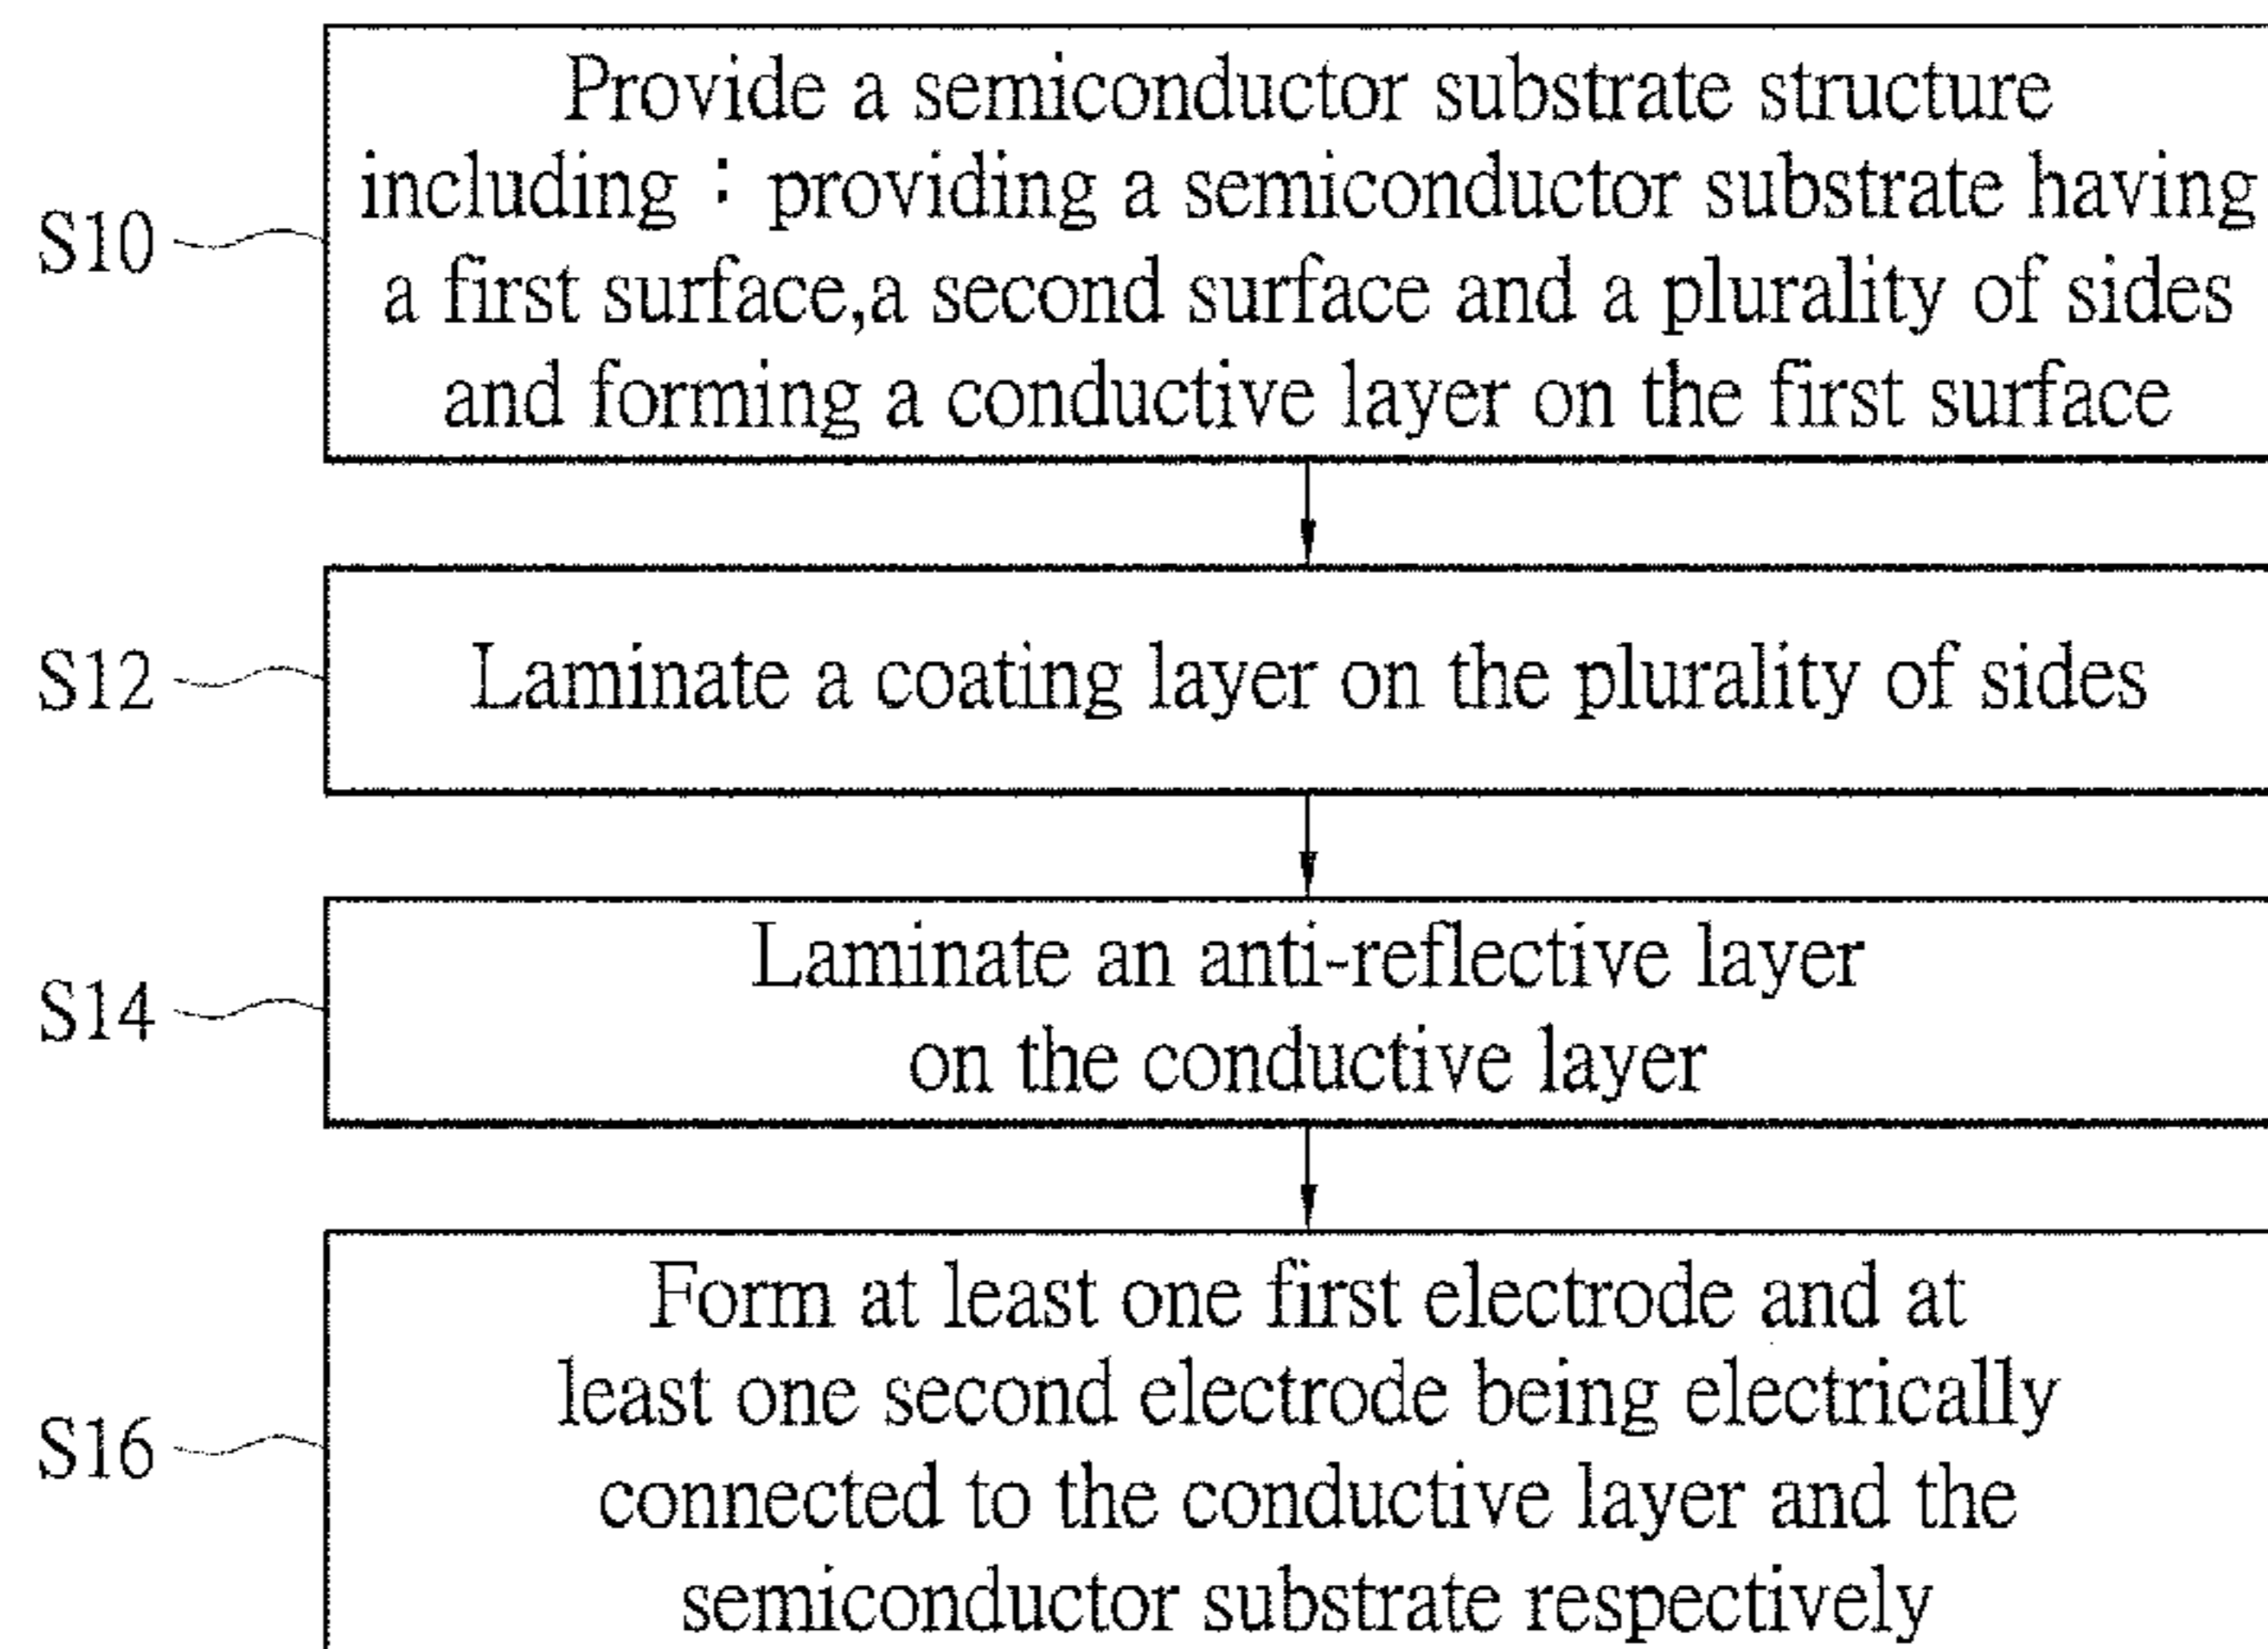 Provide a semiconductor substrate structure
including：providing a semiconductor substrate having
S10
a first surface,a second surface and a plurality of sides
and forming a conductive layer on the first surface
S12
Laminate a coating layer on the plurality of sides
Laminate an anti-reflective layer
S14
on the conductive layer
Form at least one first electrode and at
least one second electrode being electrically
S16
connected to the conductive layer and the
semiconductor substrate respectively